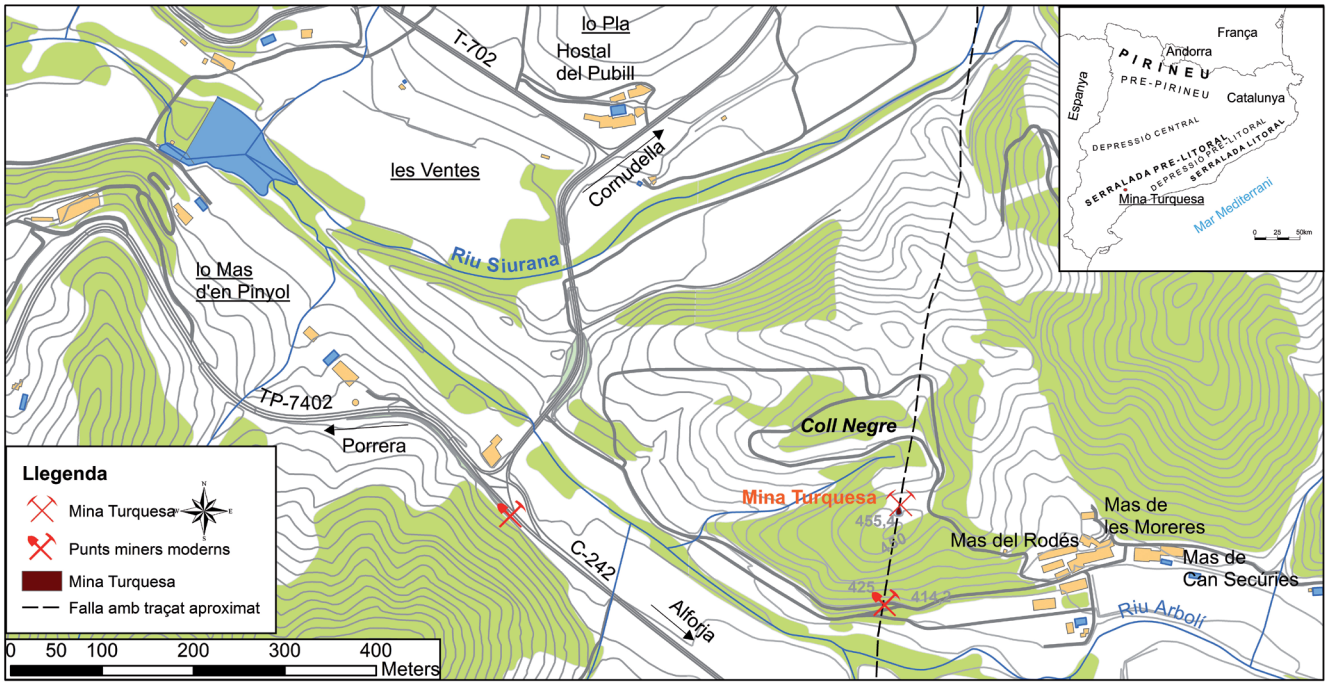 lo Pla
T-702
Hostal
del Pubill
Cornudella
les Ventes
Riu Siurana
lo Mas
d'en Pinyol
TP-7402
Porrera
Coll Negre
Mina Turquesa
455,4
450
Mas del Rodés
Mas de
les Moreres
Mas de
Can Secúries
425
414,2
C-242
Alforja
Riu Arbolí
Llegenda
Mina Turquesa
N
W
E
S
Punts miners moderns
Mina Turquesa
Falla amb traçat aproximat
0 50 100 200 300 400
Meters
França
Andorra
PIRINEU
PRE-PIRINEU
Espanya
Catalunya
DEPRESSIÓ CENTRAL
SERRALADA PRE-LITORAL
DEPRESSIÓ PRE-LITORAL
SERRALADA LITORAL
Mina Turquesa
Mar Mediterrani
0 25 50km